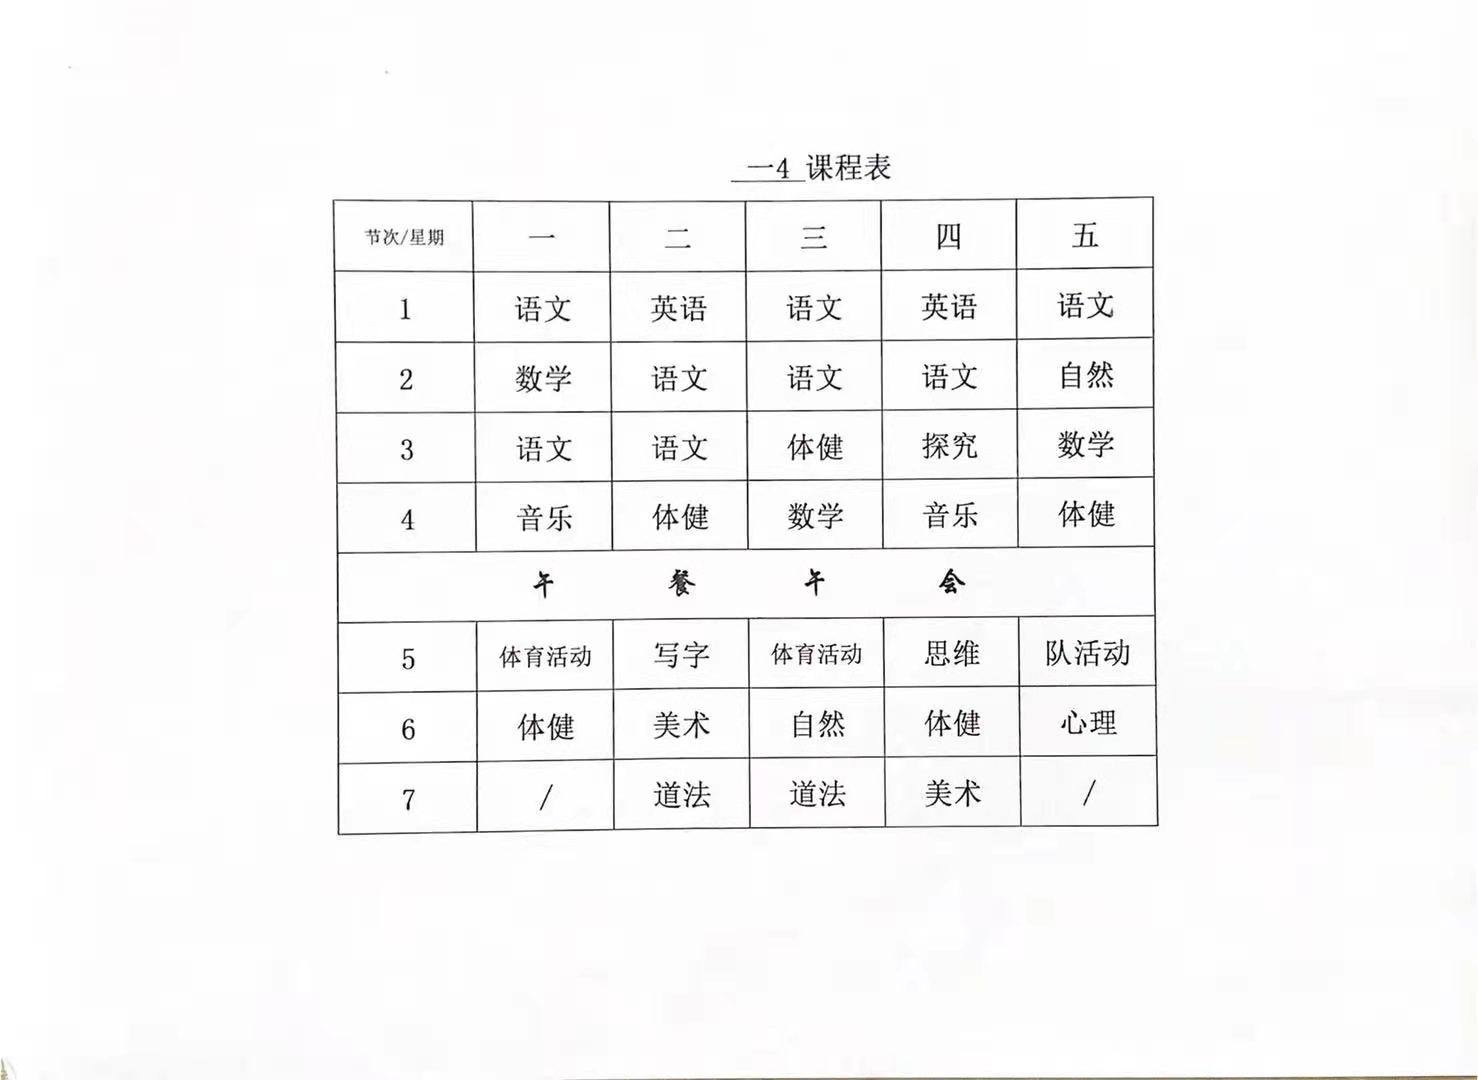 一4 课程表
节次/星期 一 二 三 四 五
1 语文 英语 语文 英语 语文
2 数学 语文 语文 语文 自然
3 语文 语文 体健 探究 数学
4 音乐 体健 数学 音乐 体健
午 餐 午 会
5 体育活动 写字 体育活动 思维 队活动
6 体健 美术 自然 体健 心理
7 / 道法 道法 美术 /